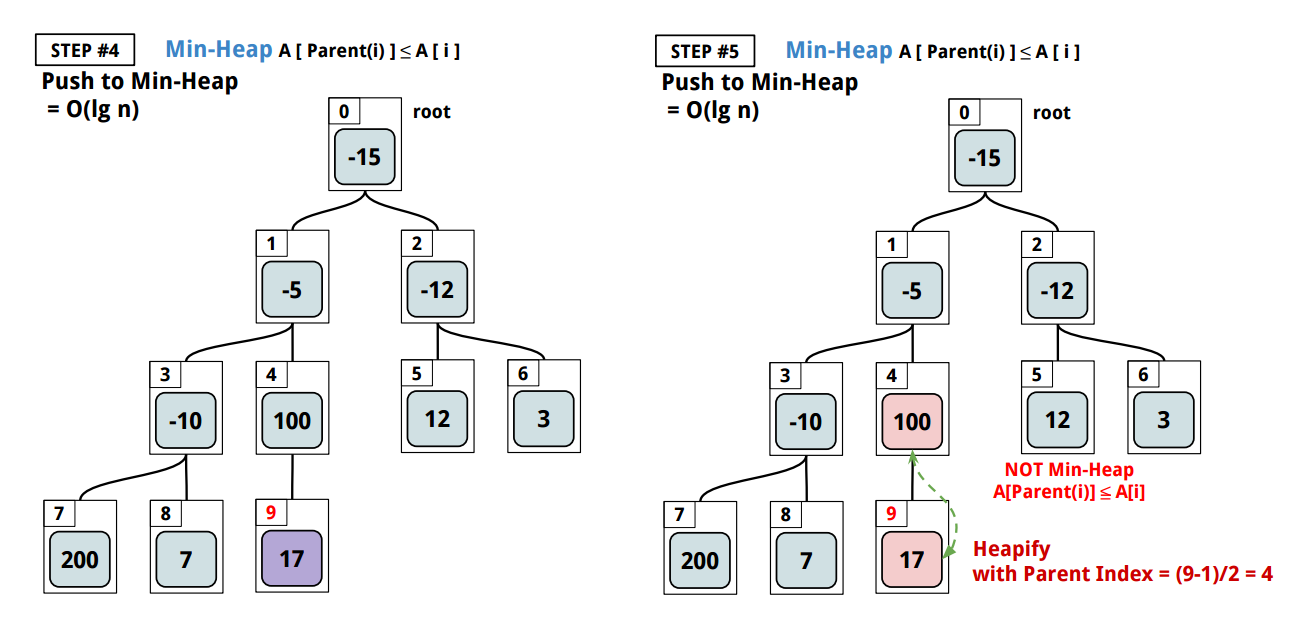 STEP #4
Min-Heap A [ Parent(i) ] ≤ A [ i ]
Push to Min-Heap
= O(lg n)
0
root
-15
1
2
-5
-12
3
4
5
6
-10
100
12
3
7
8
9
200
7
17
STEP #5
Min-Heap A [ Parent(i) ] ≤ A [ i ]
Push to Min-Heap
= O(lg n)
0
root
-15
1
2
-5
-12
3
4
5
6
-10
100
12
3
NOT Min-Heap
A[Parent(i)] ≦ A[i]
7
8
9
200
7
17
Heapify
with Parent Index = (9-1)/2 = 4